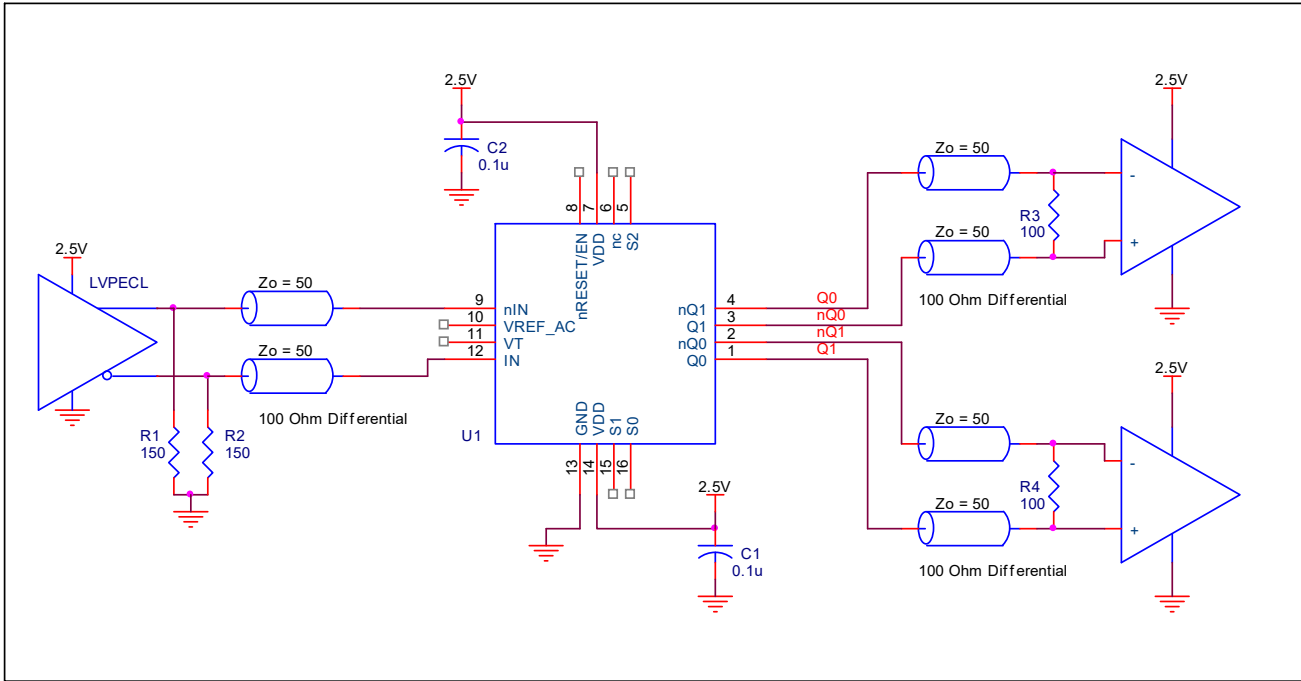 2.5V
C2
0.1u
2.5V
LVPECL
Zo = 50
Zo = 50
100 Ohm Differential
R1
150
R2
150
8
7
6
5
nRESET/EN
VDD
nc
S2
9
nIN
10
VREF_AC
11
VT
12
IN
nQ1
4
Q0
Q1
3
nQ0
nQ0
2
nQ1
Q0
1
Q1
U1
GND
VDD
S1
S0
13
14
15
16
2.5V
C1
0.1u
2.5V
Zo = 50
-
R3
100
Zo = 50
+
100 Ohm Differential
2.5V
Zo = 50
-
R4
100
Zo = 50
+
100 Ohm Differential